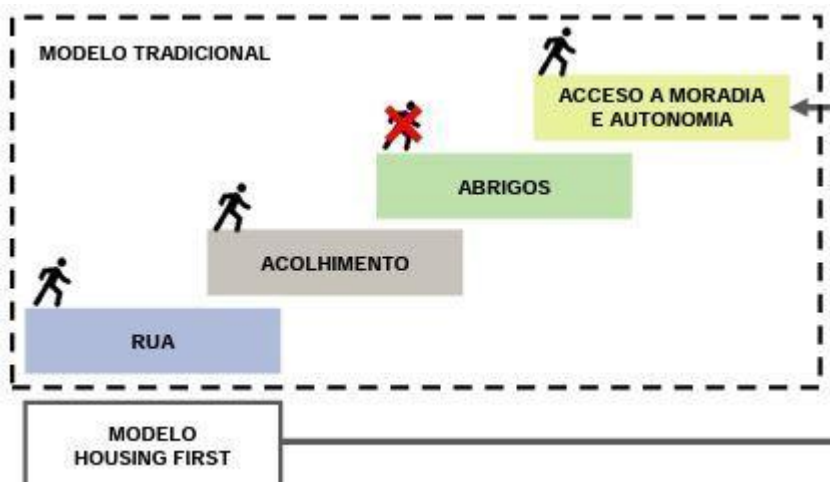 MODELO TRADICIONAL
ACCESO A MORADIA
E AUTONOMIA
ABRIGOS
ACOLHIMENTO
RUA
MODELO
HOUSING FIRST